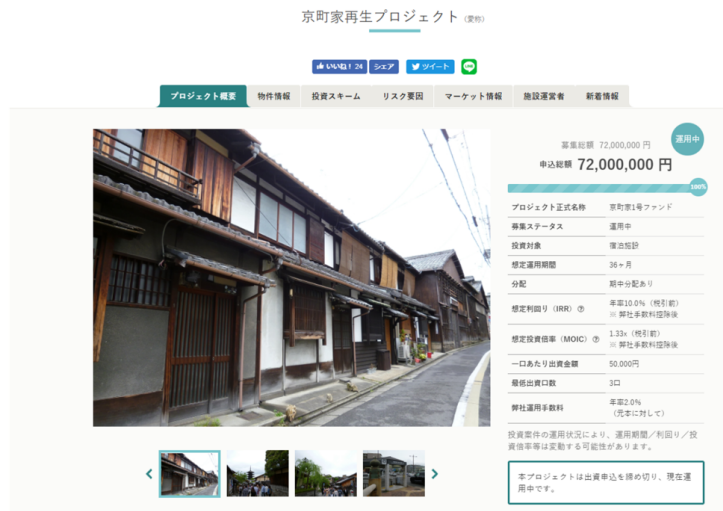 京町家再生プロジェクト（愛称）
いいね！ 24 シェア ツイート LINE
プロジェクト概要 物件情報 投資スキーム リスク要因 マーケット情報 施設運営者 新着情報
運用中
募集総額 72,000,000 円
申込総額 72,000,000 円
100%
プロジェクト正式名称 京町家1号ファンド
募集ステータス 運用中
投資対象 宿泊施設
想定運用期間 36ヶ月
分配 期中分配あり
想定利回り（IRR） ? 年率10.0%（税引前）
※ 弊社手数料控除後
想定投資倍率（MOIC） ? 1.33x（税引前）
※ 弊社手数料控除後
一口あたり出資金額 50,000円
最低出資口数 3口
弊社運用手数料 年率2.0%
（元本に対して）
投資案件の運用状況により、運用期間／利回り／投
資倍率等は変動する可能性があります。
本プロジェクトは出資申込を締め切り、現在運
用中です。